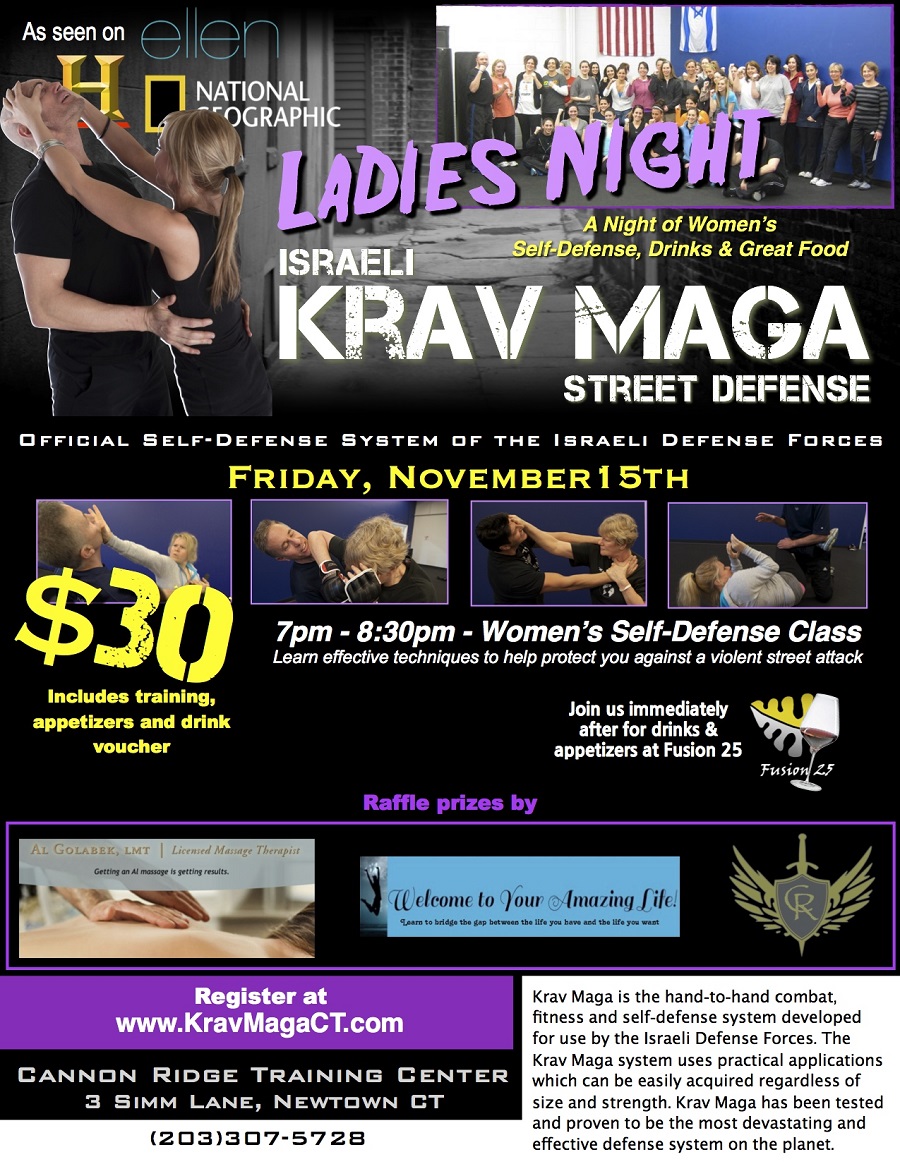 As seen on ellen
H
NATIONAL
GEOGRAPHIC
LADIES NIGHT
A Night of Women's
Self-Defense, Drinks & Great Food
ISRAELI
KRAV MAGA
STREET DEFENSE
Official Self-Defense System of the Israeli Defense Forces
Friday, November15th
$30
Includes training,
appetizers and drink
voucher
7pm - 8:30pm - Women's Self-Defense Class
Learn effective techniques to help protect you against a violent street attack
Join us immediately
after for drinks &
appetizers at Fusion 25
Fusion 25
Raffle prizes by
Al Golabek, LMT | Licensed Massage Therapist
Getting an Al massage is getting results.
Welcome to Your Amazing Life!
Learn to bridge the gap between the life you have and the life you want
CR
Register at
www.KravMagaCT.com
Cannon Ridge Training Center
3 Simm Lane, Newtown CT
(203)307-5728
Krav Maga is the hand-to-hand combat,
fitness and self-defense system developed
for use by the Israeli Defense Forces. The
Krav Maga system uses practical applications
which can be easily acquired regardless of
size and strength. Krav Maga has been tested
and proven to be the most devastating and
effective defense system on the planet.